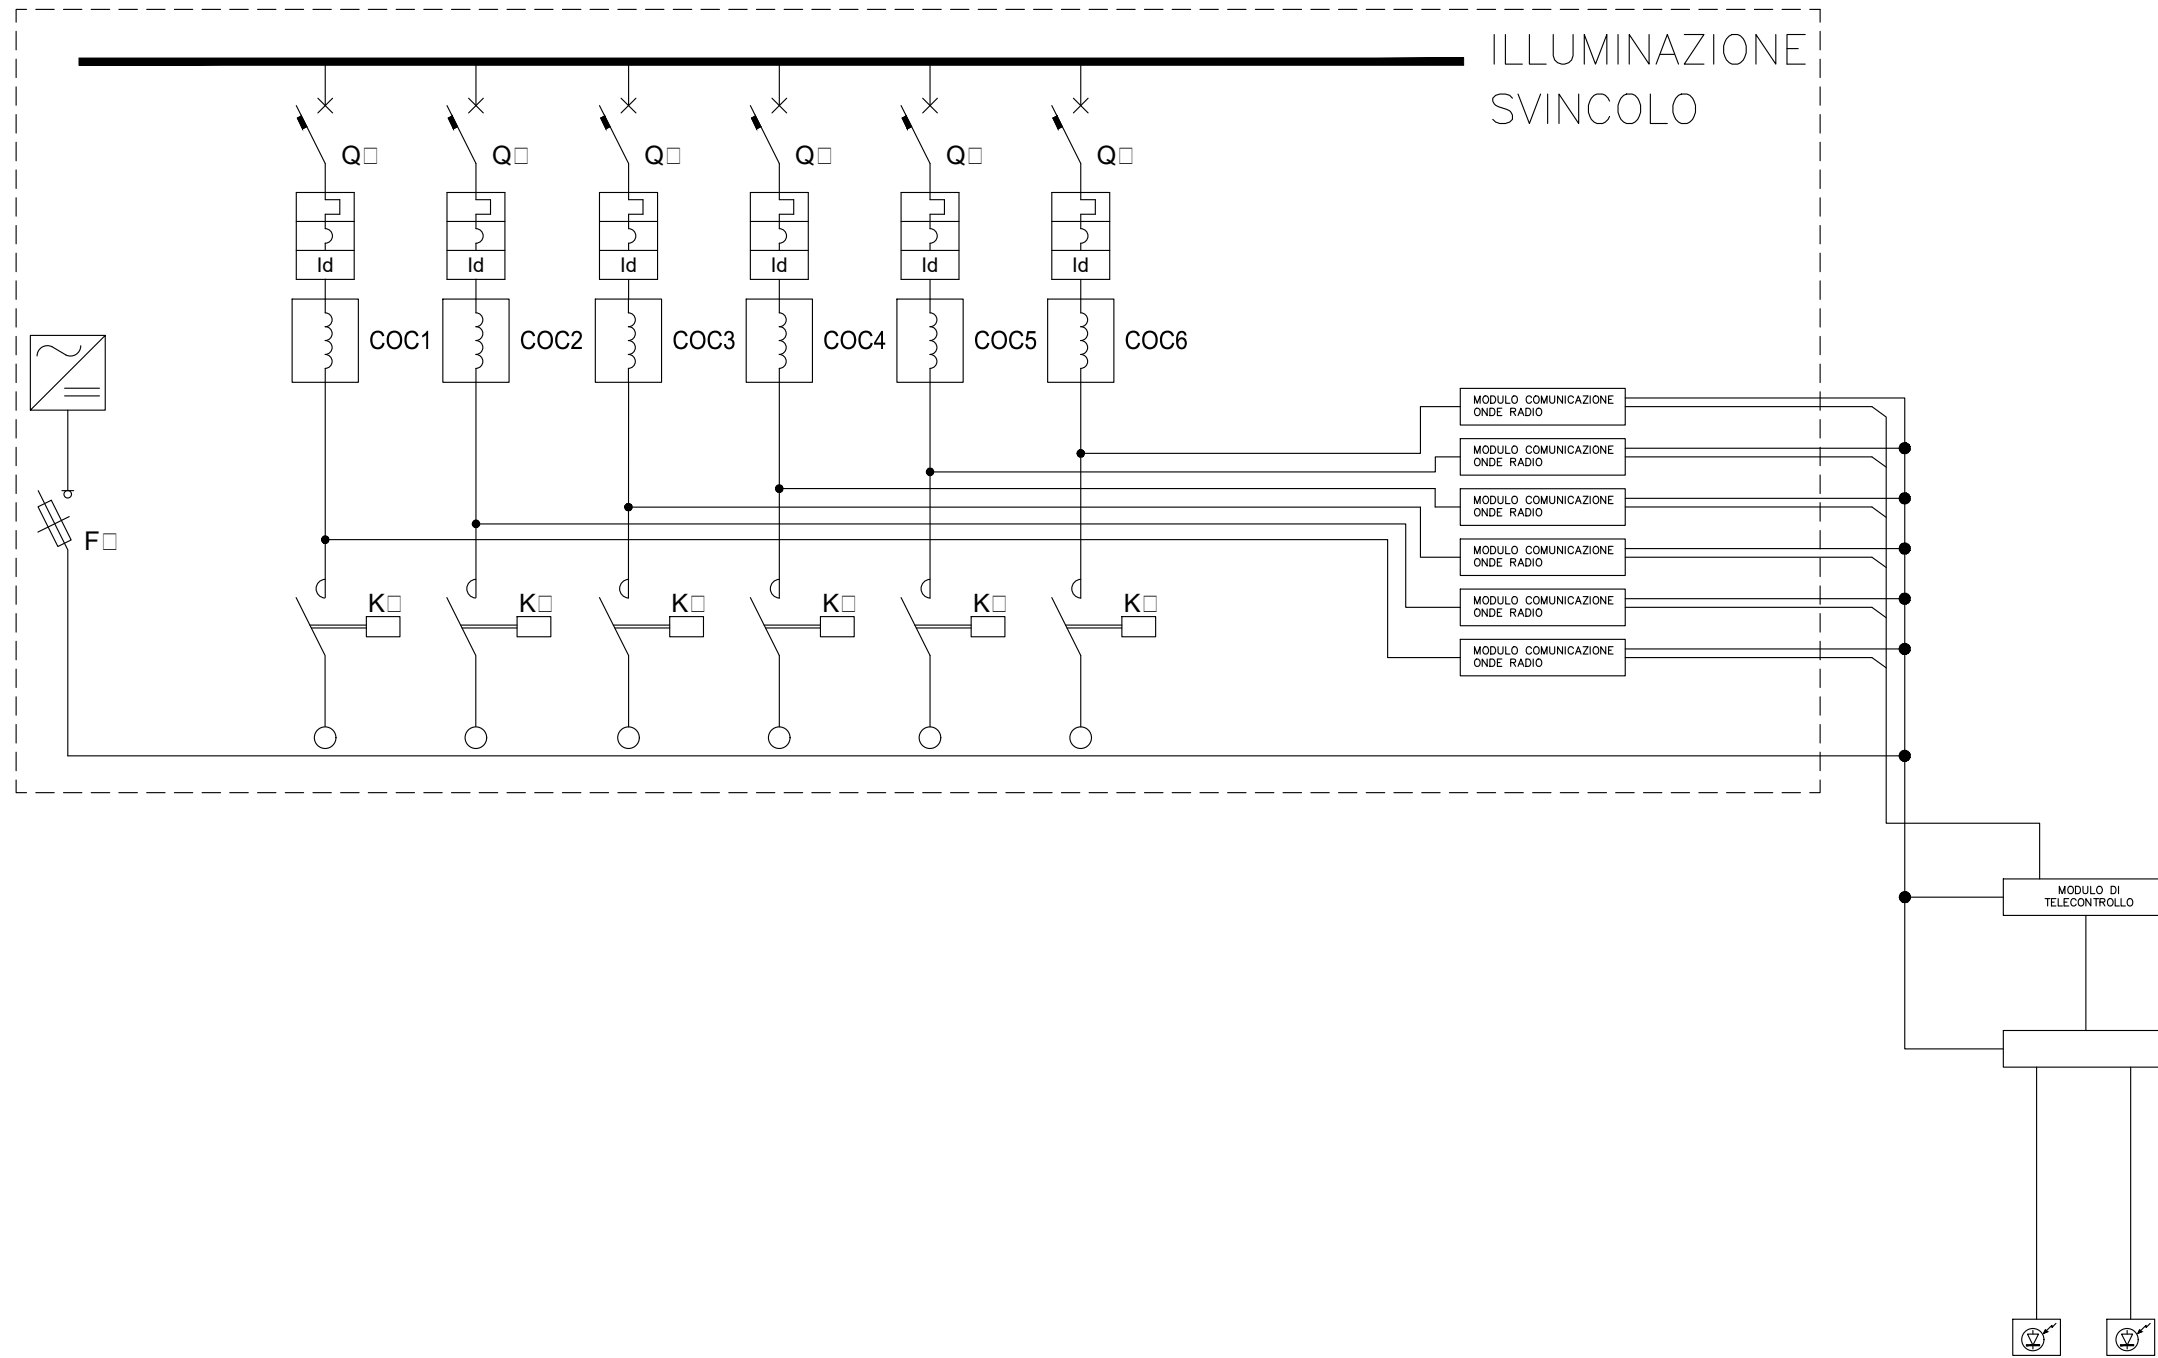 ILLUMINAZIONE
SVINCOLO
Q□ Q□ Q□ Q□ Q□ Q□
Id Id Id Id Id Id
COC1 COC2 COC3 COC4 COC5 COC6
MODULO COMUNICAZIONE
ONDE RADIO
MODULO COMUNICAZIONE
ONDE RADIO
MODULO COMUNICAZIONE
ONDE RADIO
MODULO COMUNICAZIONE
ONDE RADIO
MODULO COMUNICAZIONE
ONDE RADIO
MODULO COMUNICAZIONE
ONDE RADIO
F□
K□ K□ K□ K□ K□ K□
MODULO DI
TELECONTROLLO